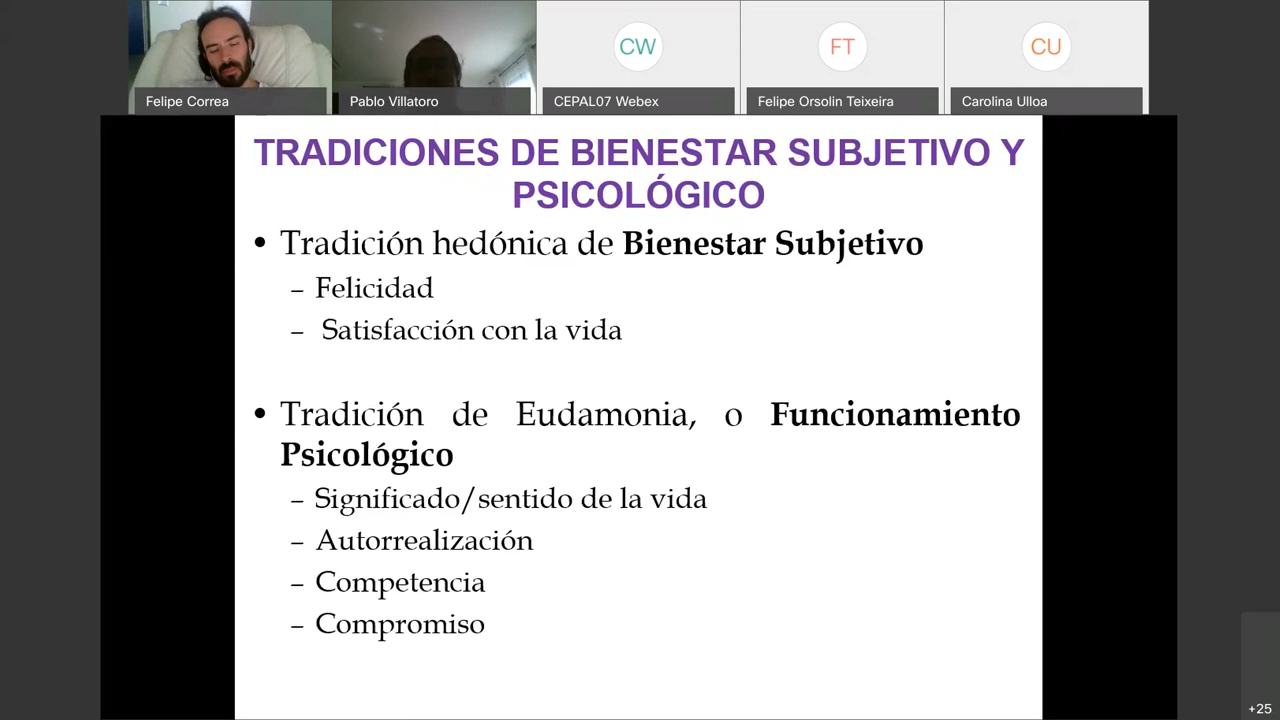 CW
FT
CU
Felipe Correa
Pablo Villatoro
CEPAL07 Webex
Felipe Orsolin Teixeira
Carolina Ulloa
TRADICIONES DE BIENESTAR SUBJETIVO Y
PSICOLÓGICO
• Tradición hedónica de Bienestar Subjetivo
– Felicidad
– Satisfacción con la vida
• Tradición de Eudamonia, o Funcionamiento
Psicológico
– Significado/sentido de la vida
– Autorrealización
– Competencia
– Compromiso
+25